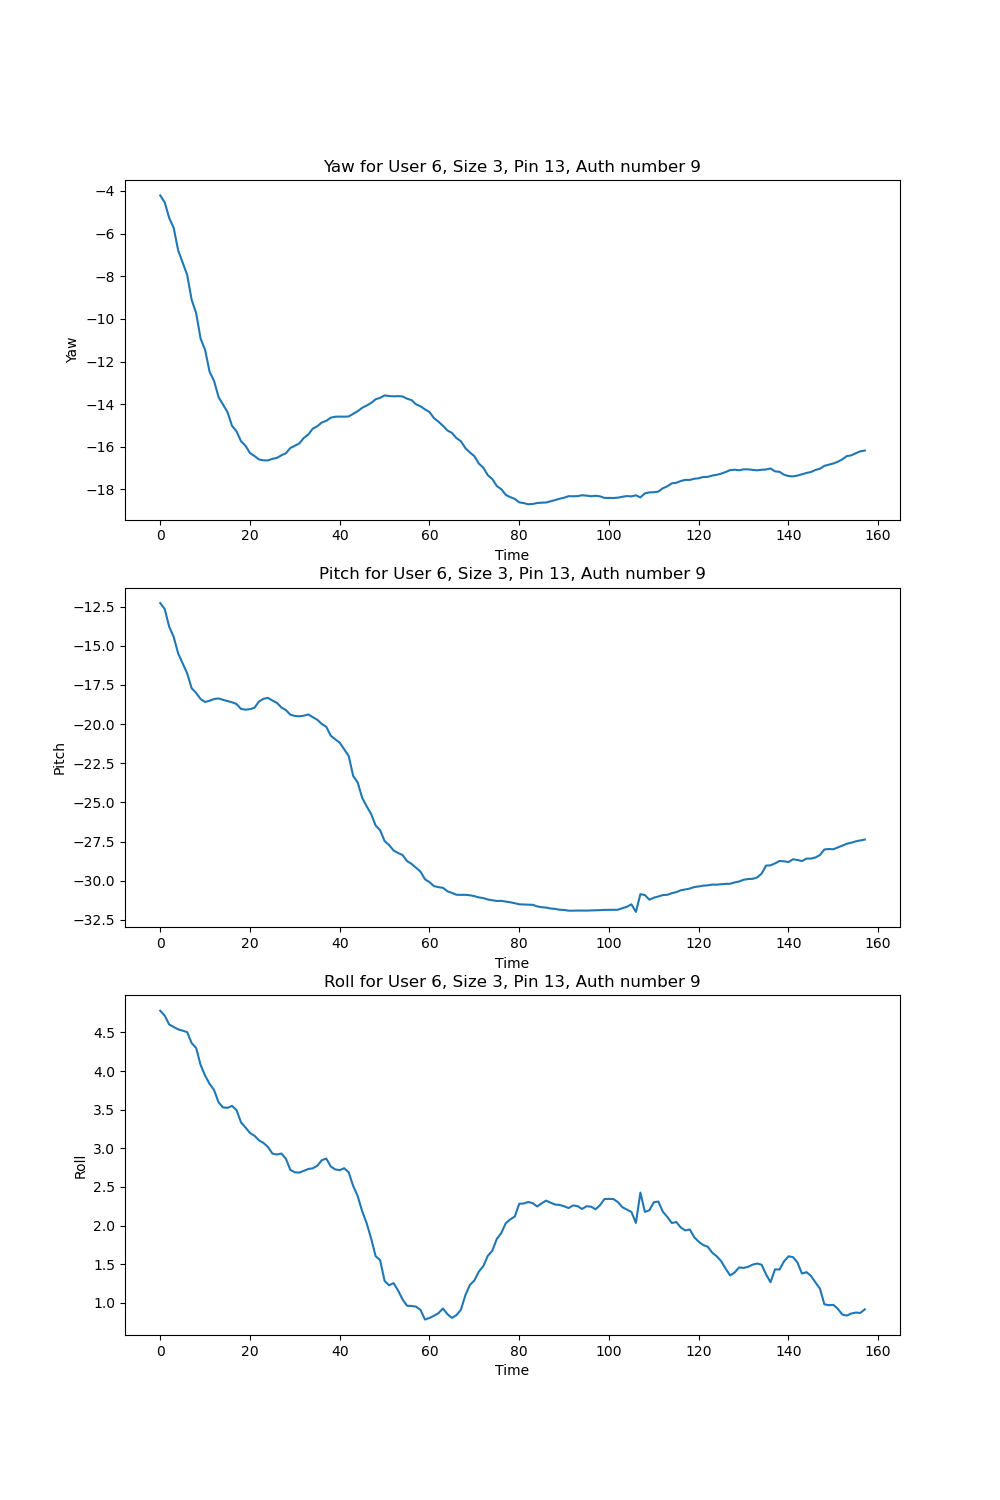 Yaw for User 6, Size 3, Pin 13, Auth number 9
−4
−6
−8
−10
−12
−14
−16
−18
Yaw
0 20 40 60 80 100 120 140 160
Time
Pitch for User 6, Size 3, Pin 13, Auth number 9
−12.5
−15.0
−17.5
−20.0
−22.5
−25.0
−27.5
−30.0
−32.5
Pitch
0 20 40 60 80 100 120 140 160
Time
Roll for User 6, Size 3, Pin 13, Auth number 9
4.5
4.0
3.5
3.0
2.5
2.0
1.5
1.0
Roll
0 20 40 60 80 100 120 140 160
Time